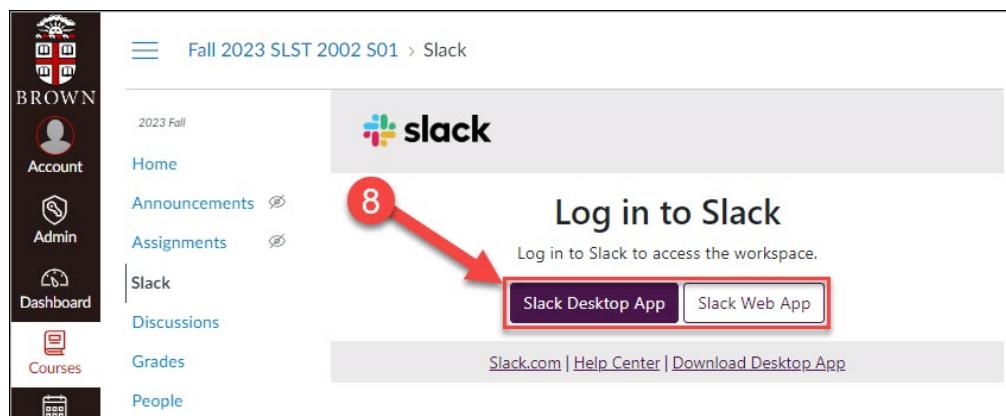 BROWN
Account
Admin
Dashboard
Courses
Fall 2023 SLST 2002 S01 > Slack
2023 Fall
Home
Announcements
Assignments
Slack
Discussions
Grades
People
slack
8
Log in to Slack
Log in to Slack to access the workspace.
Slack Desktop App Slack Web App
Slack.com | Help Center | Download Desktop App